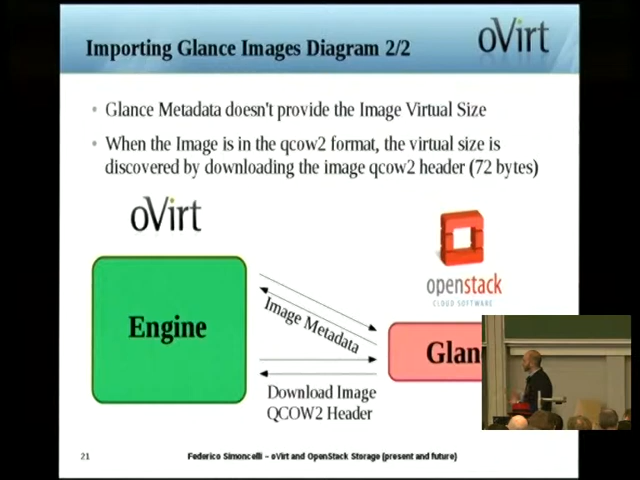 Importing Glance Images Diagram 2/2
oVirt
Glance Metadata doesn't provide the Image Virtual Size
When the Image is in the qcow2 format, the virtual size is
discovered by downloading the image qcow2 header (72 bytes)
oVirt
openstack
CLOUD SOFTWARE
Engine
Image Metadata
Glan
Download Image
QCOW2 Header
21
Federico Simoncelli – oVirt and OpenStack Storage (present and future)